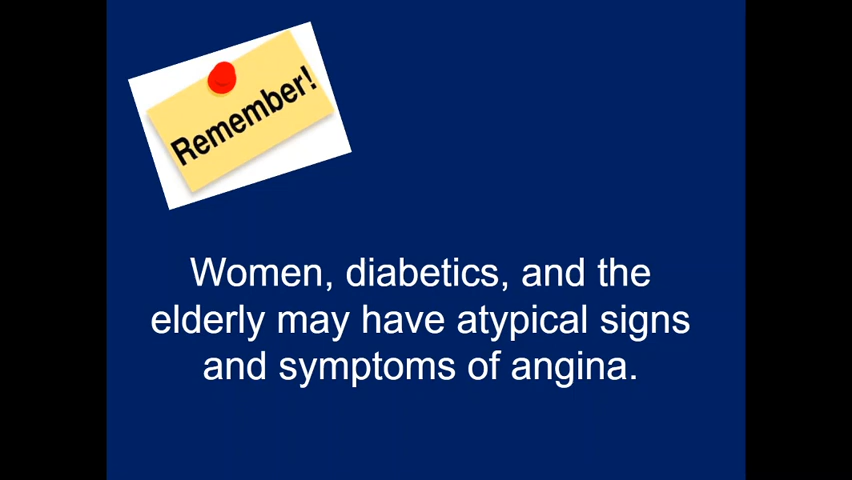 Remember!
Women, diabetics, and the
elderly may have atypical signs
and symptoms of angina.